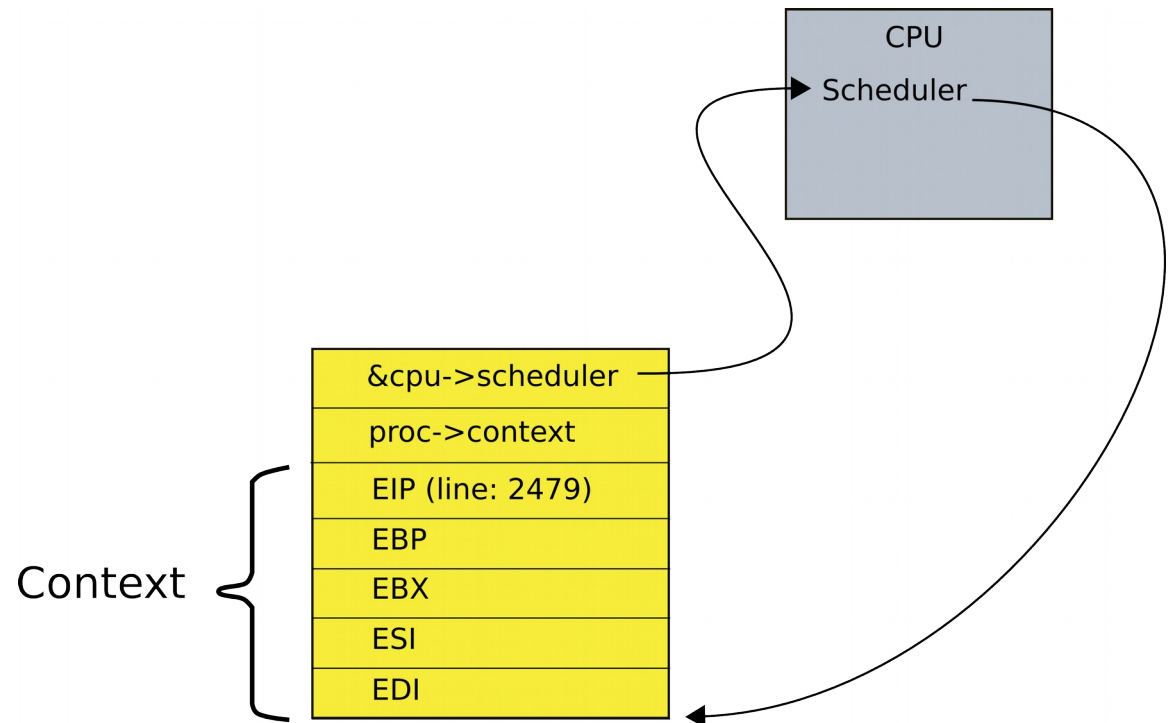 CPU
Scheduler
&cpu->scheduler
proc->context
EIP (line: 2479)
EBP
EBX
Context
ESI
EDI